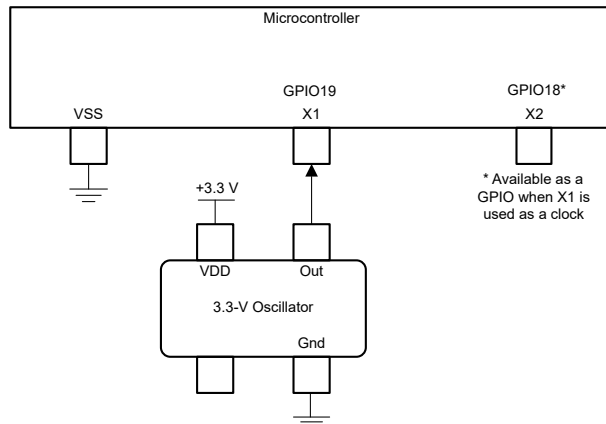 Microcontroller
GPIO19
GPIO18*
VSS
X1
X2
* Available as a
GPIO when X1 is
used as a clock
+3.3 V
VDD
Out
3.3-V Oscillator
Gnd